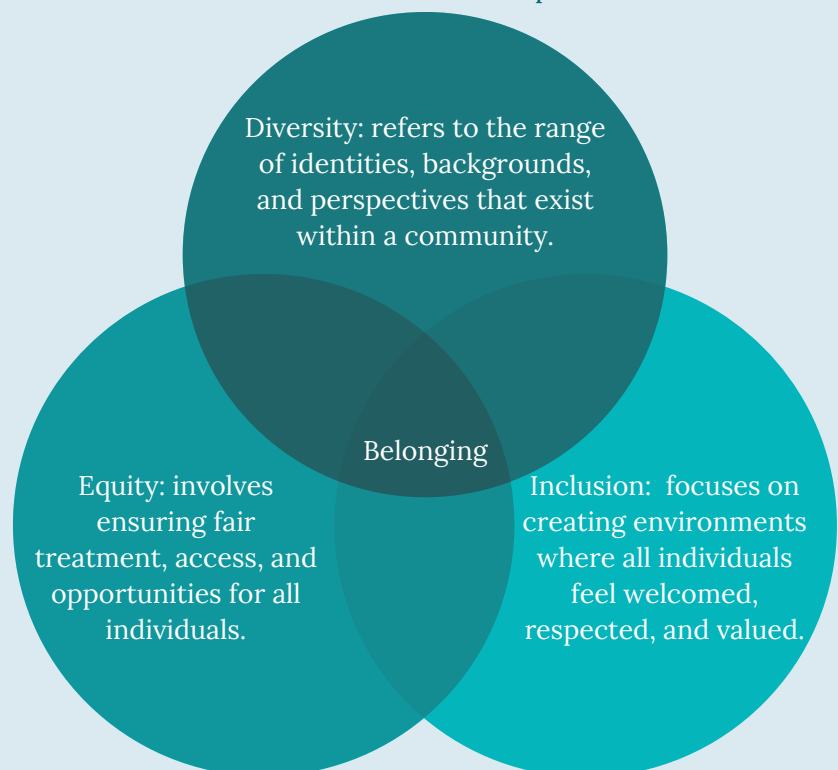 Diversity: refers to the range
of identities, backgrounds,
and perspectives that exist
within a community.
Belonging
Equity: involves
ensuring fair
treatment, access, and
opportunities for all
individuals.
Inclusion:  focuses on
creating environments
where all individuals
feel welcomed,
respected, and valued.